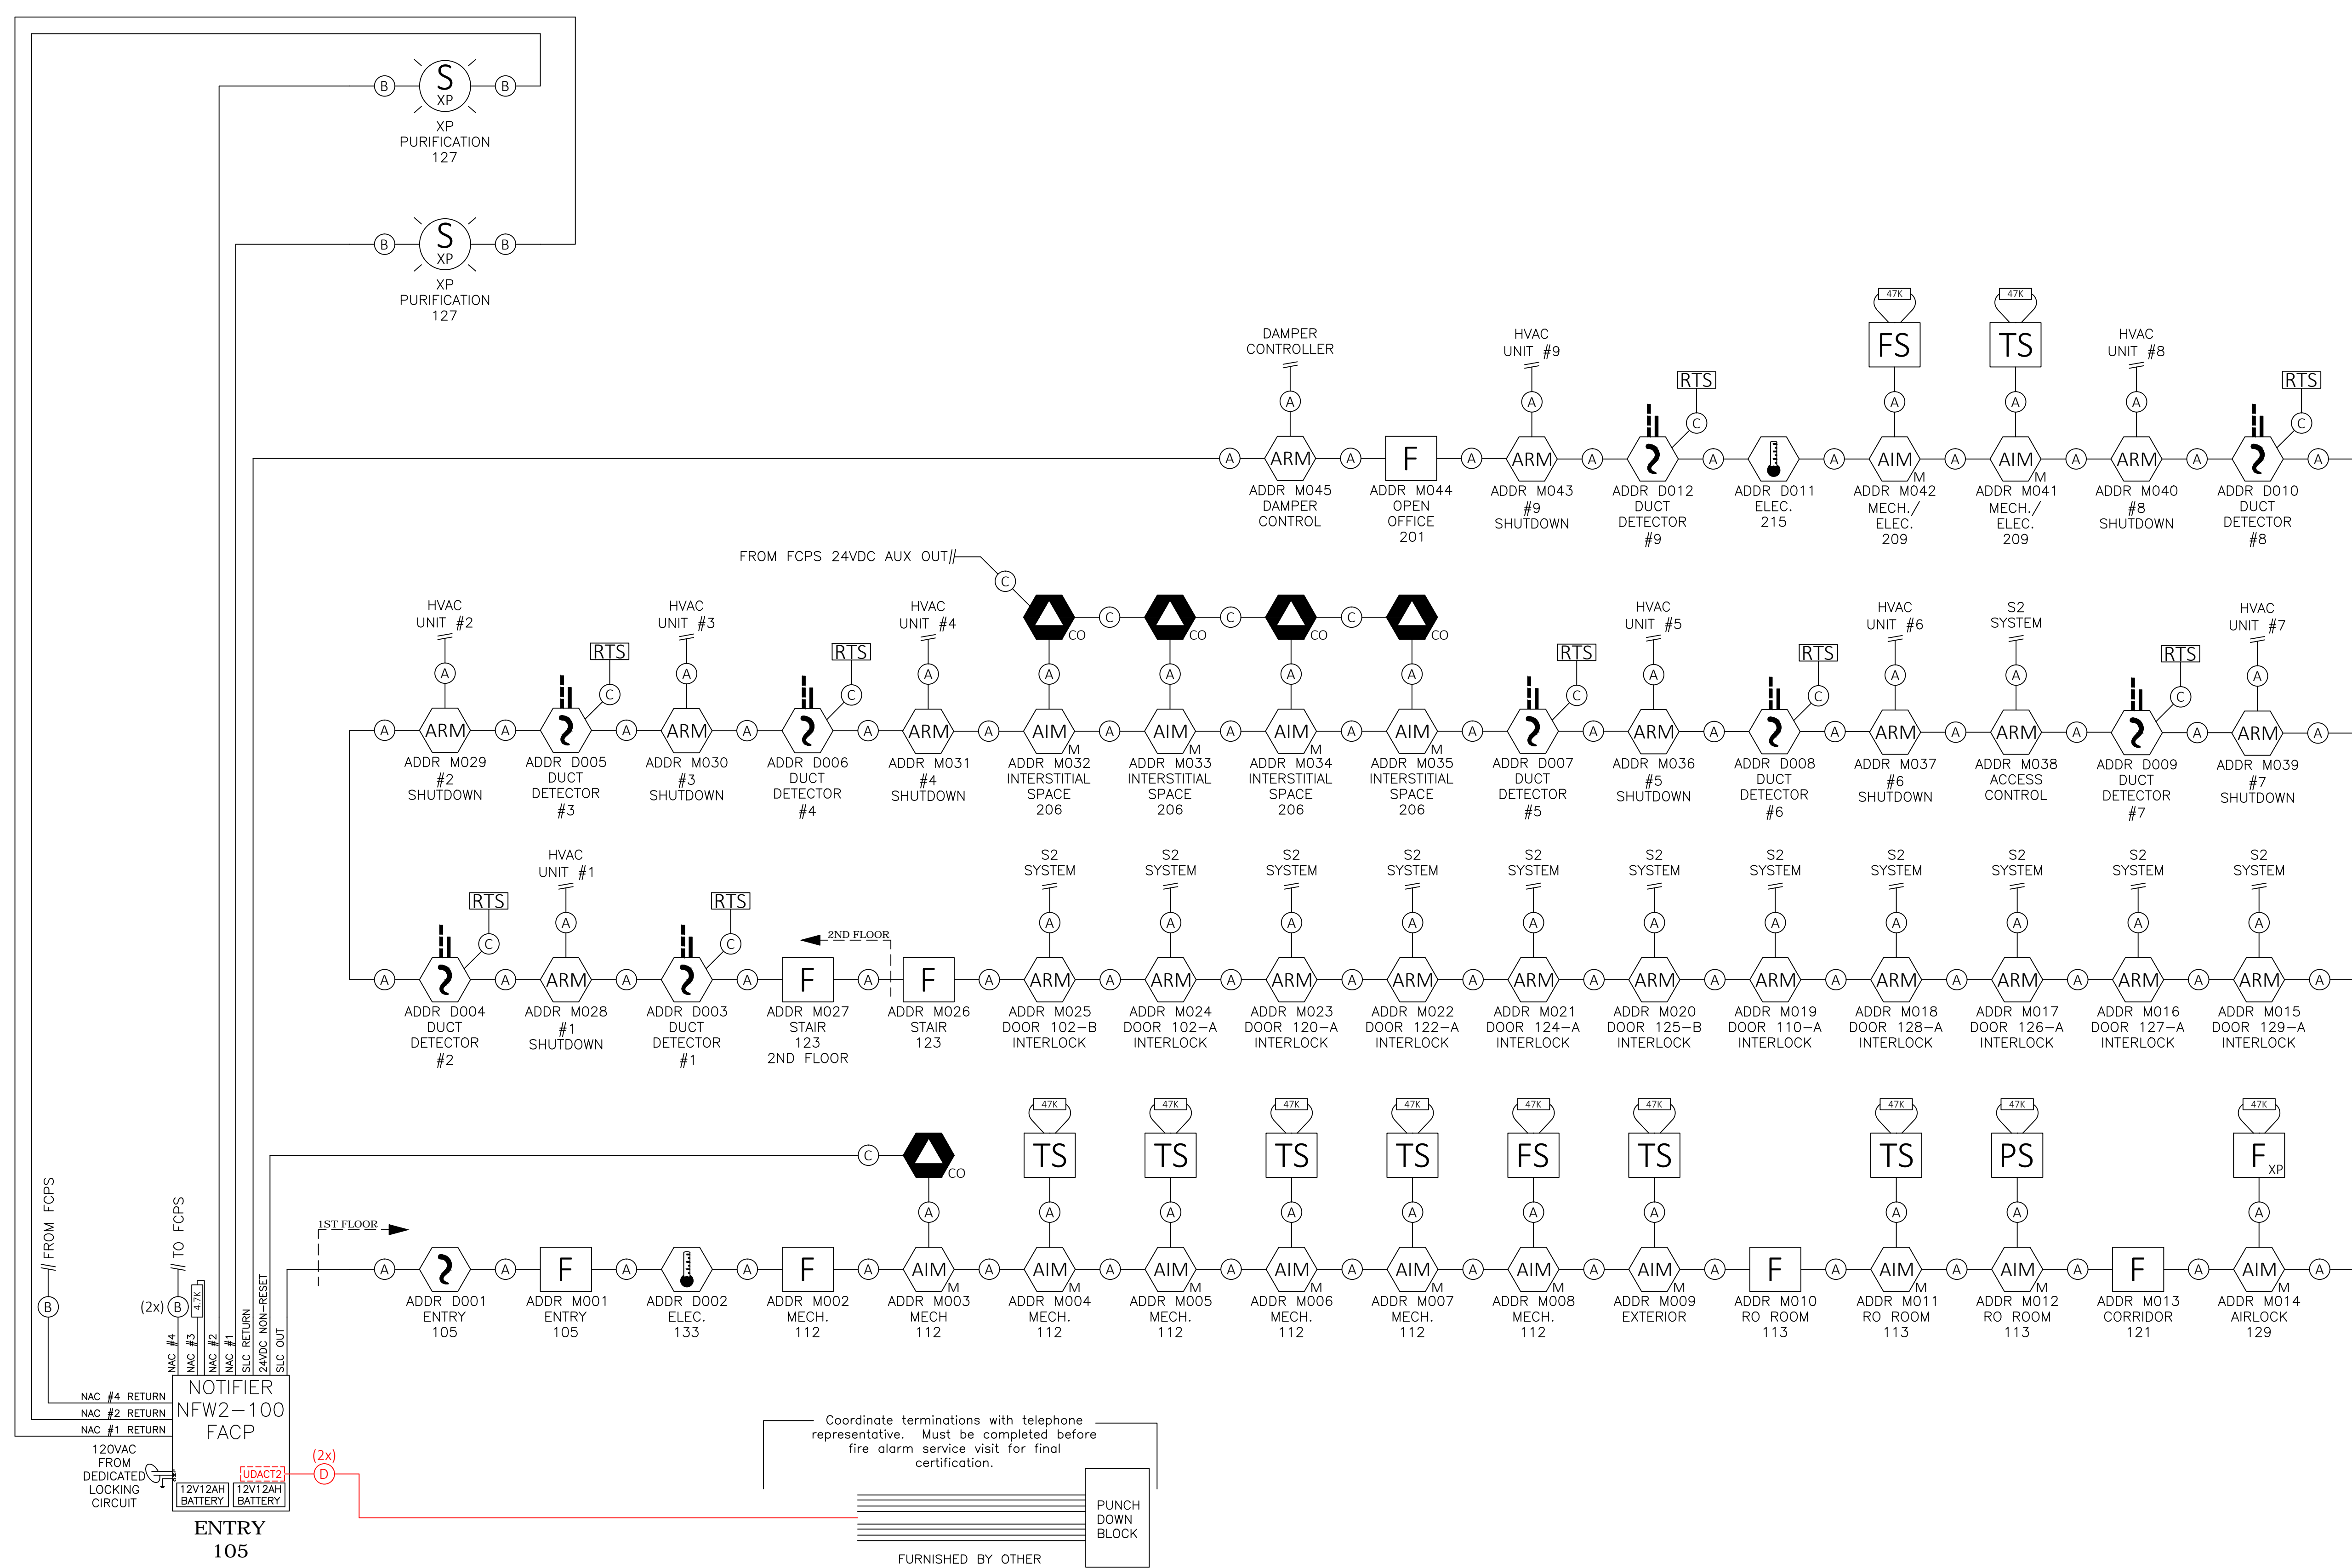 B
S
XP
B
XP
PURIFICATION
127
B
S
XP
B
XP
PURIFICATION
127
DAMPER
CONTROLLER
HVAC
UNIT #9
47K
FS
47K
TS
HVAC
UNIT #8
RTS
RTS
A
A
C
A
A
A
C
A
ARM
A
F
A
ARM
A
A
A
AIM
M
A
AIM
M
A
ARM
A
A
ADDR M045
DAMPER
CONTROL
ADDR M044
OPEN
OFFICE
201
ADDR M043
#9
SHUTDOWN
ADDR D012
DUCT
DETECTOR
#9
ADDR D011
ELEC.
215
ADDR M042
MECH./
ELEC.
209
ADDR M041
MECH./
ELEC.
209
ADDR M040
#8
SHUTDOWN
ADDR D010
DUCT
DETECTOR
#8
FROM FCPS 24VDC AUX OUT//
C
HVAC
UNIT #2
RTS
HVAC
UNIT #3
RTS
HVAC
UNIT #4
CO
C
CO
C
CO
C
CO
RTS
HVAC
UNIT #5
RTS
HVAC
UNIT #6
S2
SYSTEM
RTS
HVAC
UNIT #7
A
C
A
C
A
A
A
A
A
C
A
C
A
A
C
A
A
ARM
A
A
ARM
A
A
ARM
A
AIM
M
A
AIM
M
A
AIM
M
A
AIM
M
A
A
ARM
A
A
ARM
A
ARM
A
A
ARM
A
ADDR M029
#2
SHUTDOWN
ADDR D005
DUCT
DETECTOR
#3
ADDR M030
#3
SHUTDOWN
ADDR D006
DUCT
DETECTOR
#4
ADDR M031
#4
SHUTDOWN
ADDR M032
INTERSTITIAL
SPACE
206
ADDR M033
INTERSTITIAL
SPACE
206
ADDR M034
INTERSTITIAL
SPACE
206
ADDR M035
INTERSTITIAL
SPACE
206
ADDR D007
DUCT
DETECTOR
#5
ADDR M036
#5
SHUTDOWN
ADDR D008
DUCT
DETECTOR
#6
ADDR M037
#6
SHUTDOWN
ADDR M038
ACCESS
CONTROL
ADDR D009
DUCT
DETECTOR
#7
ADDR M039
#7
SHUTDOWN
RTS
HVAC
UNIT #1
RTS
2ND FLOOR
S2
SYSTEM
S2
SYSTEM
S2
SYSTEM
S2
SYSTEM
S2
SYSTEM
S2
SYSTEM
S2
SYSTEM
S2
SYSTEM
S2
SYSTEM
S2
SYSTEM
S2
SYSTEM
C
A
C
A
A
A
A
A
A
A
A
A
A
A
A
A
ARM
A
A
F
A
F
A
ARM
A
ARM
A
ARM
A
ARM
A
ARM
A
ARM
A
ARM
A
ARM
A
ARM
A
ARM
A
ARM
A
ADDR D004
DUCT
DETECTOR
#2
ADDR M028
#1
SHUTDOWN
ADDR D003
DUCT
DETECTOR
#1
ADDR M027
STAIR
123
2ND FLOOR
ADDR M026
STAIR
123
ADDR M025
DOOR 102-B
INTERLOCK
ADDR M024
DOOR 102-A
INTERLOCK
ADDR M023
DOOR 120-A
INTERLOCK
ADDR M022
DOOR 122-A
INTERLOCK
ADDR M021
DOOR 124-A
INTERLOCK
ADDR M020
DOOR 125-B
INTERLOCK
ADDR M019
DOOR 110-A
INTERLOCK
ADDR M018
DOOR 128-A
INTERLOCK
ADDR M017
DOOR 126-A
INTERLOCK
ADDR M016
DOOR 127-A
INTERLOCK
ADDR M015
DOOR 129-A
INTERLOCK
C
CO
47K
TS
47K
TS
47K
TS
47K
TS
47K
FS
47K
TS
47K
TS
47K
PS
47K
F
XP
A
A
A
A
A
A
A
A
A
A
1ST FLOOR
A
A
F
A
A
F
A
AIM
M
A
AIM
M
A
AIM
M
A
AIM
M
A
AIM
M
A
AIM
M
A
AIM
M
A
F
A
AIM
M
A
AIM
M
A
F
A
AIM
M
A
ADDR D001
ENTRY
105
ADDR M001
ENTRY
105
ADDR D002
ELEC.
133
ADDR M002
MECH.
112
ADDR M003
MECH
112
ADDR M004
MECH.
112
ADDR M005
MECH.
112
ADDR M006
MECH.
112
ADDR M007
MECH.
112
ADDR M008
MECH.
112
ADDR M009
EXTERIOR
ADDR M010
RO ROOM
113
ADDR M011
RO ROOM
113
ADDR M012
RO ROOM
113
ADDR M013
CORRIDOR
121
ADDR M014
AIRLOCK
129
// FROM FCPS
B
// TO FCPS
(2x) B
4.7K
NAC #4
NAC #3
NAC #2
NAC #1
SLC RETURN
24VDC NON-RESET
SLC OUT
NAC #4 RETURN
NAC #2 RETURN
NAC #1 RETURN
NOTIFIER
NFW2-100
FACP
120VAC
FROM
DEDICATED
LOCKING
CIRCUIT
UDACT2
(2x)
D
12V12AH
BATTERY
12V12AH
BATTERY
ENTRY
105
Coordinate terminations with telephone
representative. Must be completed before
fire alarm service visit for final
certification.
PUNCH
DOWN
BLOCK
FURNISHED BY OTHER